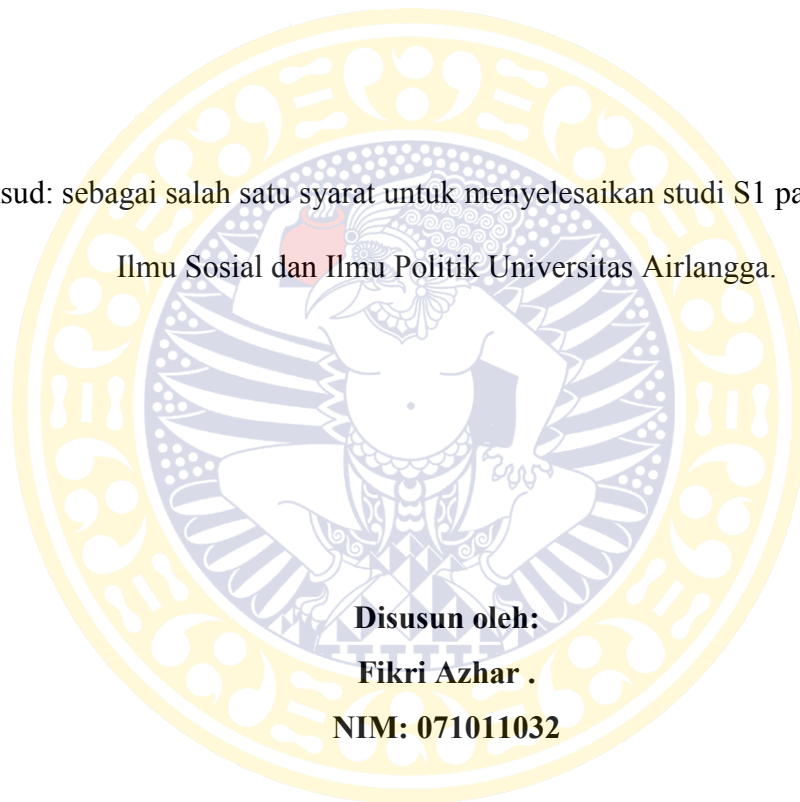 sud: sebagai salah satu syarat untuk menyelesaikan studi S1 pa
Ilmu Sosial dan Ilmu Politik Universitas Airlangga.
Disusun oleh:
Fikri Azhar .
NIM: 071011032